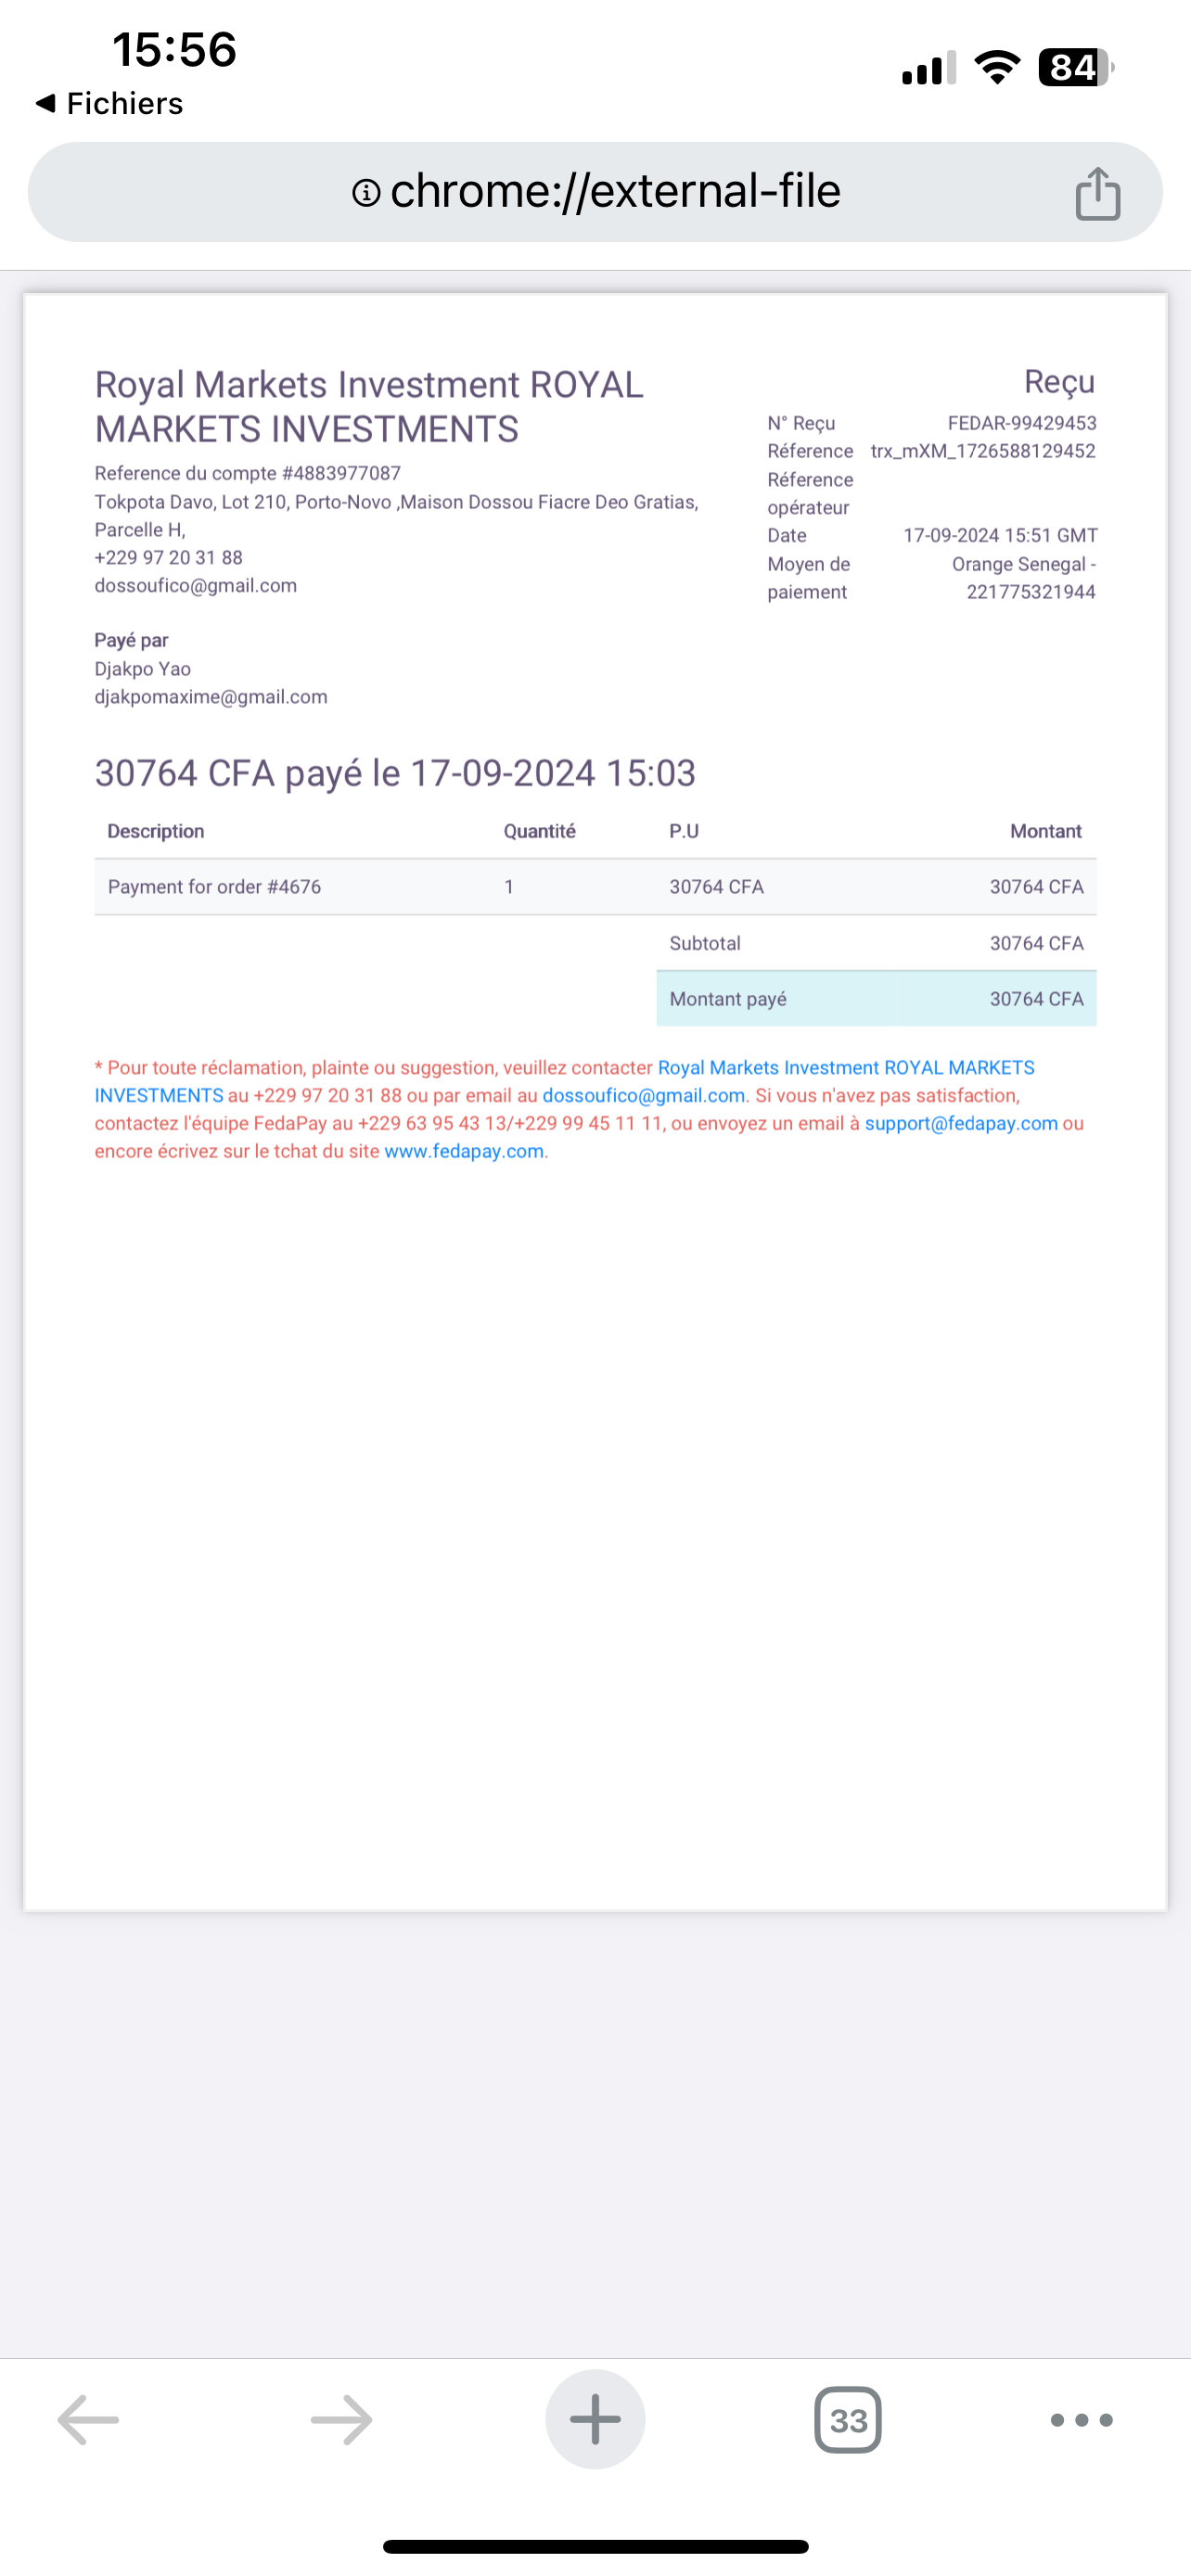 15:56
84
◀ Fichiers
chrome://external-file
Royal Markets Investment ROYAL
MARKETS INVESTMENTS
Reference du compte #4883977087
Tokpota Davo, Lot 210, Porto-Novo ,Maison Dossou Fiacre Deo Gratias,
Parcelle H,
+229 97 20 31 88
dossoufico@gmail.com
Reçu
N° Reçu FEDAR-99429453
Réference trx_mXM_1726588129452
Réference
opérateur
Date 17-09-2024 15:51 GMT
Moyen de Orange Senegal -
paiement 221775321944
Payé par
Djakpo Yao
djakpomaxime@gmail.com
30764 CFA payé le 17-09-2024 15:03
Description Quantité P.U Montant
Payment for order #4676 1 30764 CFA 30764 CFA
Subtotal 30764 CFA
Montant payé 30764 CFA
* Pour toute réclamation, plainte ou suggestion, veuillez contacter Royal Markets Investment ROYAL MARKETS
INVESTMENTS au +229 97 20 31 88 ou par email au dossoufico@gmail.com. Si vous n'avez pas satisfaction,
contactez l'équipe FedaPay au +229 63 95 43 13/+229 99 45 11 11, ou envoyez un email à support@fedapay.com ou
encore écrivez sur le tchat du site www.fedapay.com.
33